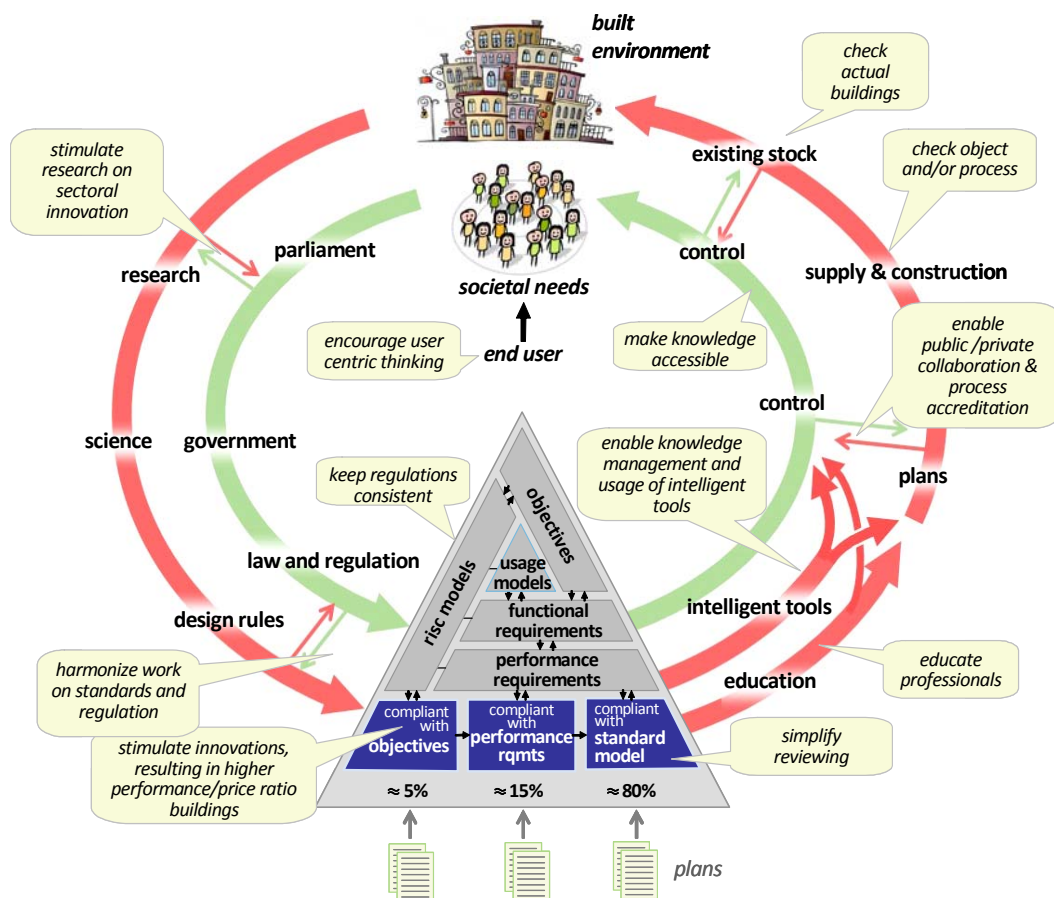 built
environment
check
actual
buildings
existing stock
check object
and/or process
stimulate
research on
sectoral
innovation
parliament
research
control
supply & construction
societal needs
end user
encourage user
centric thinking
make knowledge
accessible
enable
public /private
collaboration &
process
accreditation
control
science
government
enable knowledge
management and
usage of intelligent
tools
plans
keep regulations
consistent
objectives
usage
models
risc models
law and regulation
functional
requirements
intelligent tools
design rules
performance
requirements
education
harmonize work
on standards and
regulation
educate
professionals
compliant
with
objectives
compliant
with
performance
rqmts
compliant
with
standard
model
stimulate innovations,
resulting in higher
performance/price ratio
buildings
simplify
reviewing
≈ 5%
≈ 15%
≈ 80%
plans